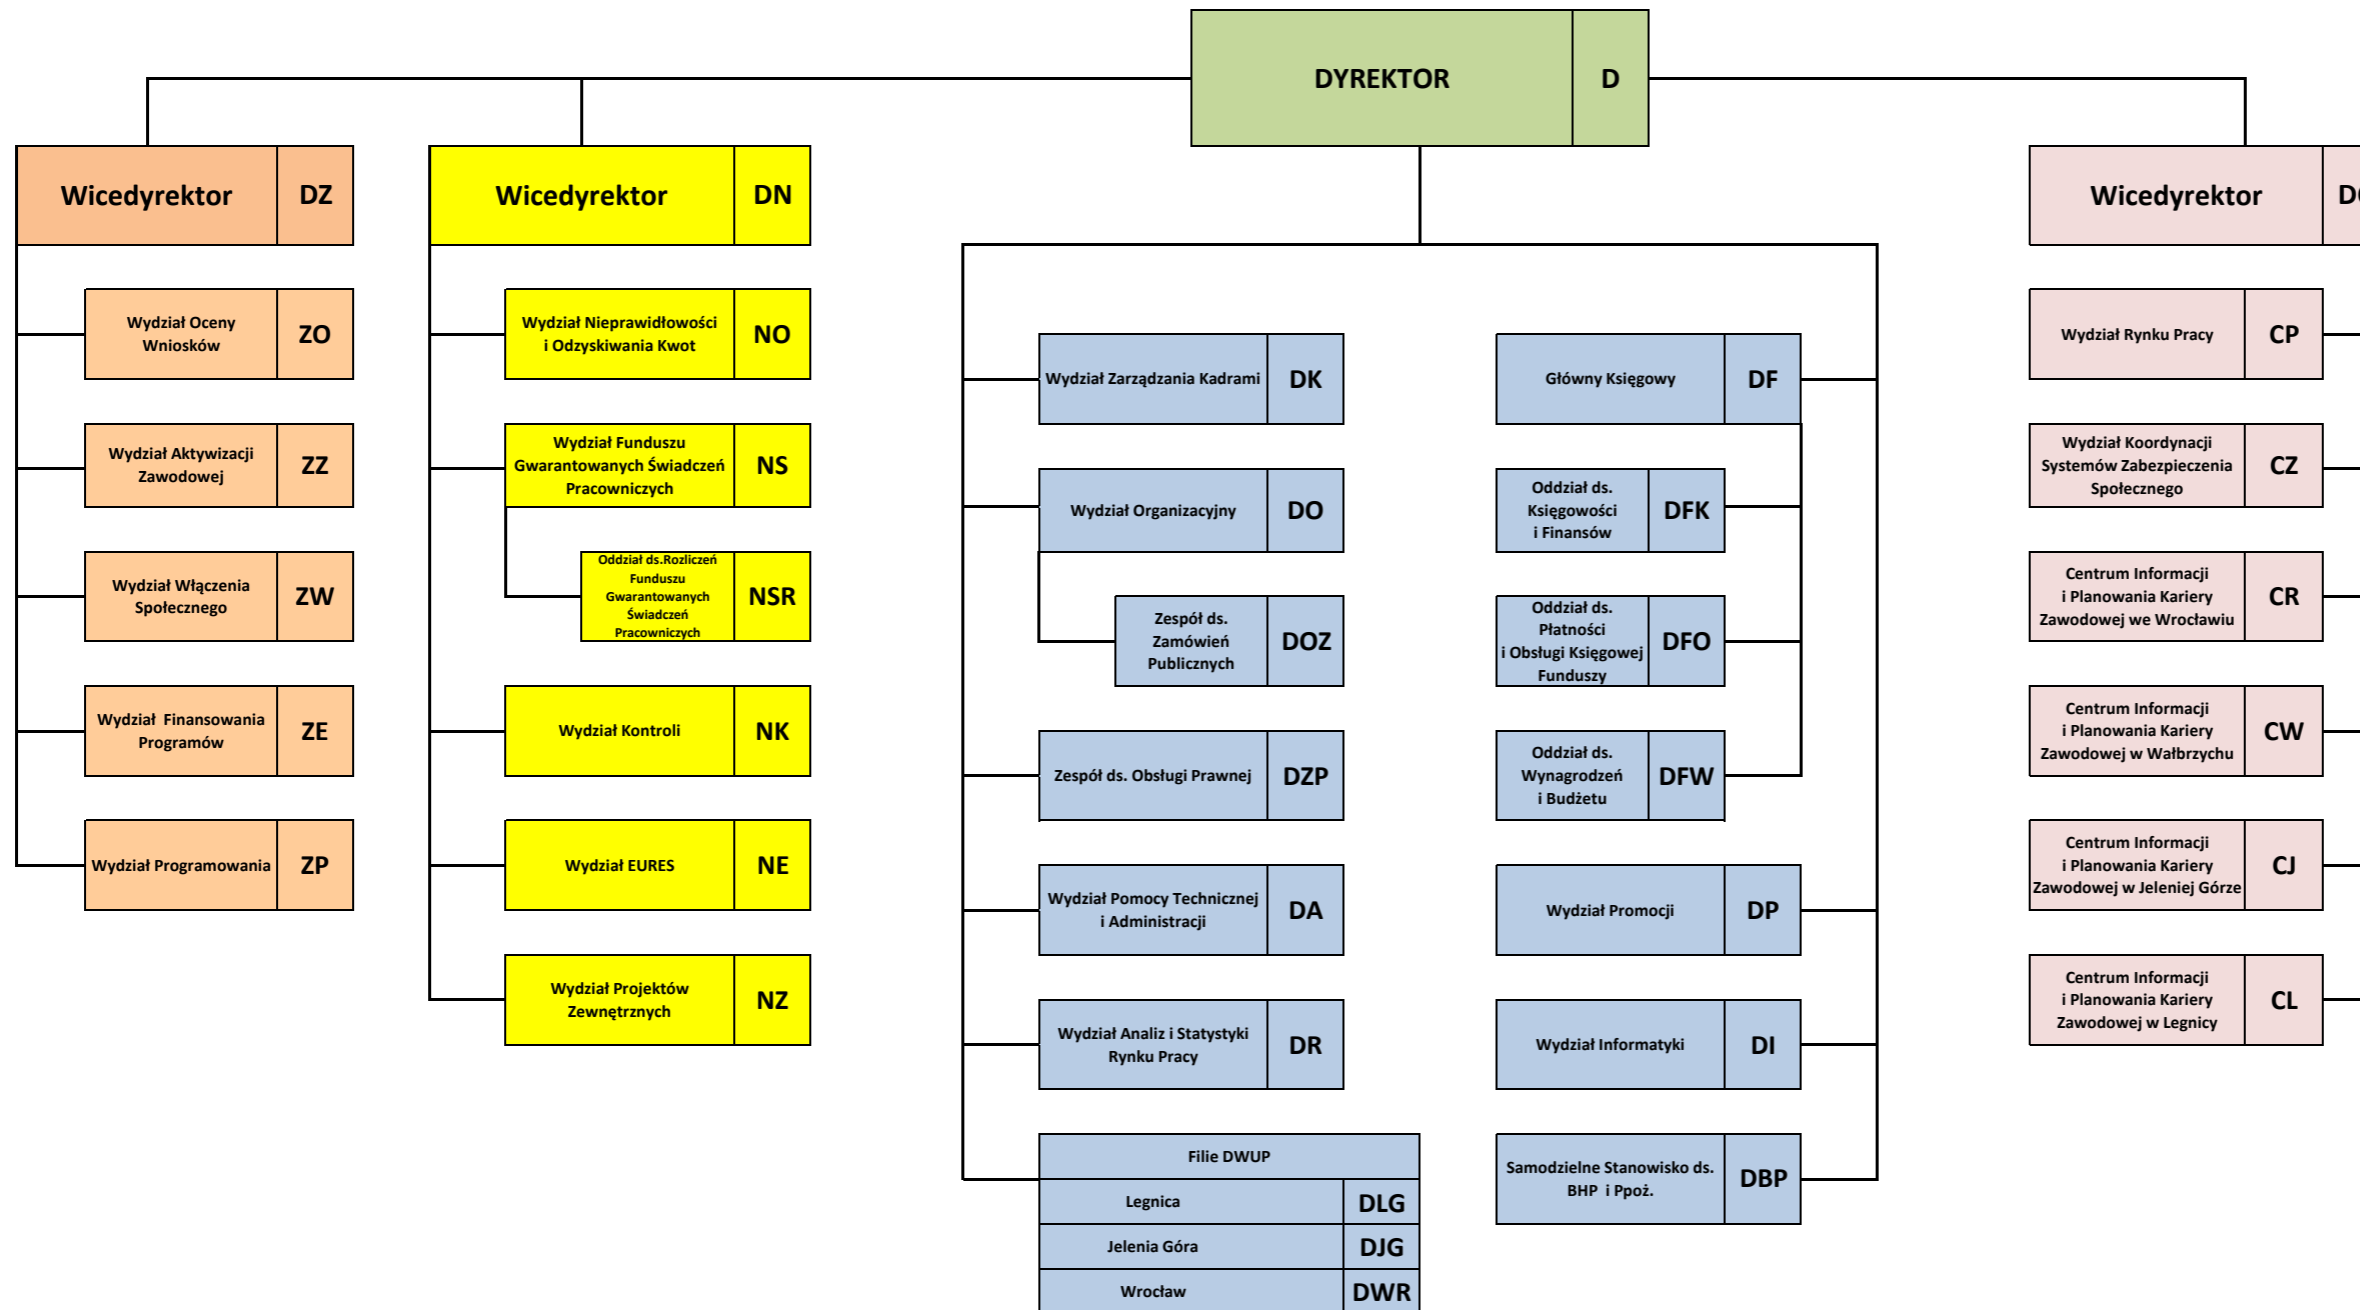 DYREKTOR D
Wicedyrektor DZ
Wydział Oceny
Wniosków
ZO
Wydział Aktywizacji
Zawodowej
ZZ
Wydział Włączenia
Społecznego
ZW
Wydział Finansowania
Programów
ZE
Wydział Programowania ZP
Wicedyrektor DN
Wydział Nieprawidłowości
i Odzyskiwania Kwot
NO
Wydział Funduszu
Gwarantowanych Świadczeń
Pracowniczych
NS
Oddział ds.Rozliczeń
Funduszu
Gwarantowanych
Świadczeń
Pracowniczych
NSR
Wydział Kontroli NK
Wydział EURES NE
Wydział Projektów
Zewnętrznych
NZ
Wydział Zarządzania Kadrami DK
Wydział Organizacyjny DO
Zespół ds.
Zamówień
Publicznych
DOZ
Zespół ds. Obsługi Prawnej DZP
Wydział Pomocy Technicznej
i Administracji
DA
Wydział Analiz i Statystyki
Rynku Pracy
DR
Filie DWUP
Legnica DLG
Jelenia Góra DJG
Wrocław DWR
Główny Księgowy DF
Oddział ds.
Księgowości
i Finansów
DFK
Oddział ds.
Płatności
i Obsługi Księgowej
Funduszy
DFO
Oddział ds.
Wynagrodzeń
i Budżetu
DFW
Wydział Promocji DP
Wydział Informatyki DI
Samodzielne Stanowisko ds.
BHP i Ppoż.
DBP
Wicedyrektor
Wydział Rynku Pracy CP
Wydział Koordynacji
Systemów Zabezpieczenia
Społecznego
CZ
Centrum Informacji
i Planowania Kariery
Zawodowej we Wrocławiu
CR
Centrum Informacji
i Planowania Kariery
Zawodowej w Wałbrzychu
CW
Centrum Informacji
i Planowania Kariery
Zawodowej w Jeleniej Górze
CJ
Centrum Informacji
i Planowania Kariery
Zawodowej w Legnicy
CL